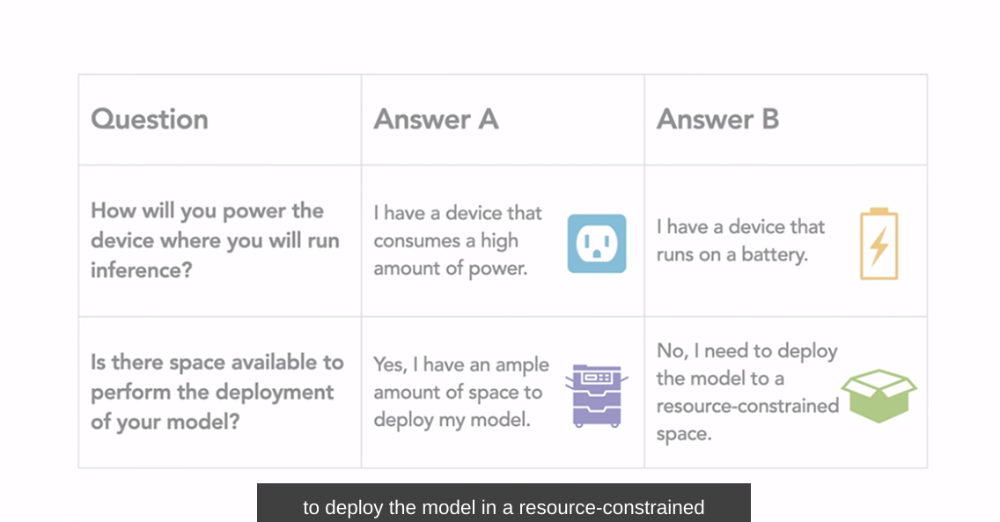 Question
Answer A
Answer B
How will you power the
device where you will run
inference?
I have a device that
consumes a high
amount of power.
I have a device that
runs on a battery.
Is there space available to
perform the deployment
of your model?
Yes, I have an ample
amount of space to
deploy my model.
No, I need to deploy
the model to a
resource-constrained
space.
to deploy the model in a resource-constrained